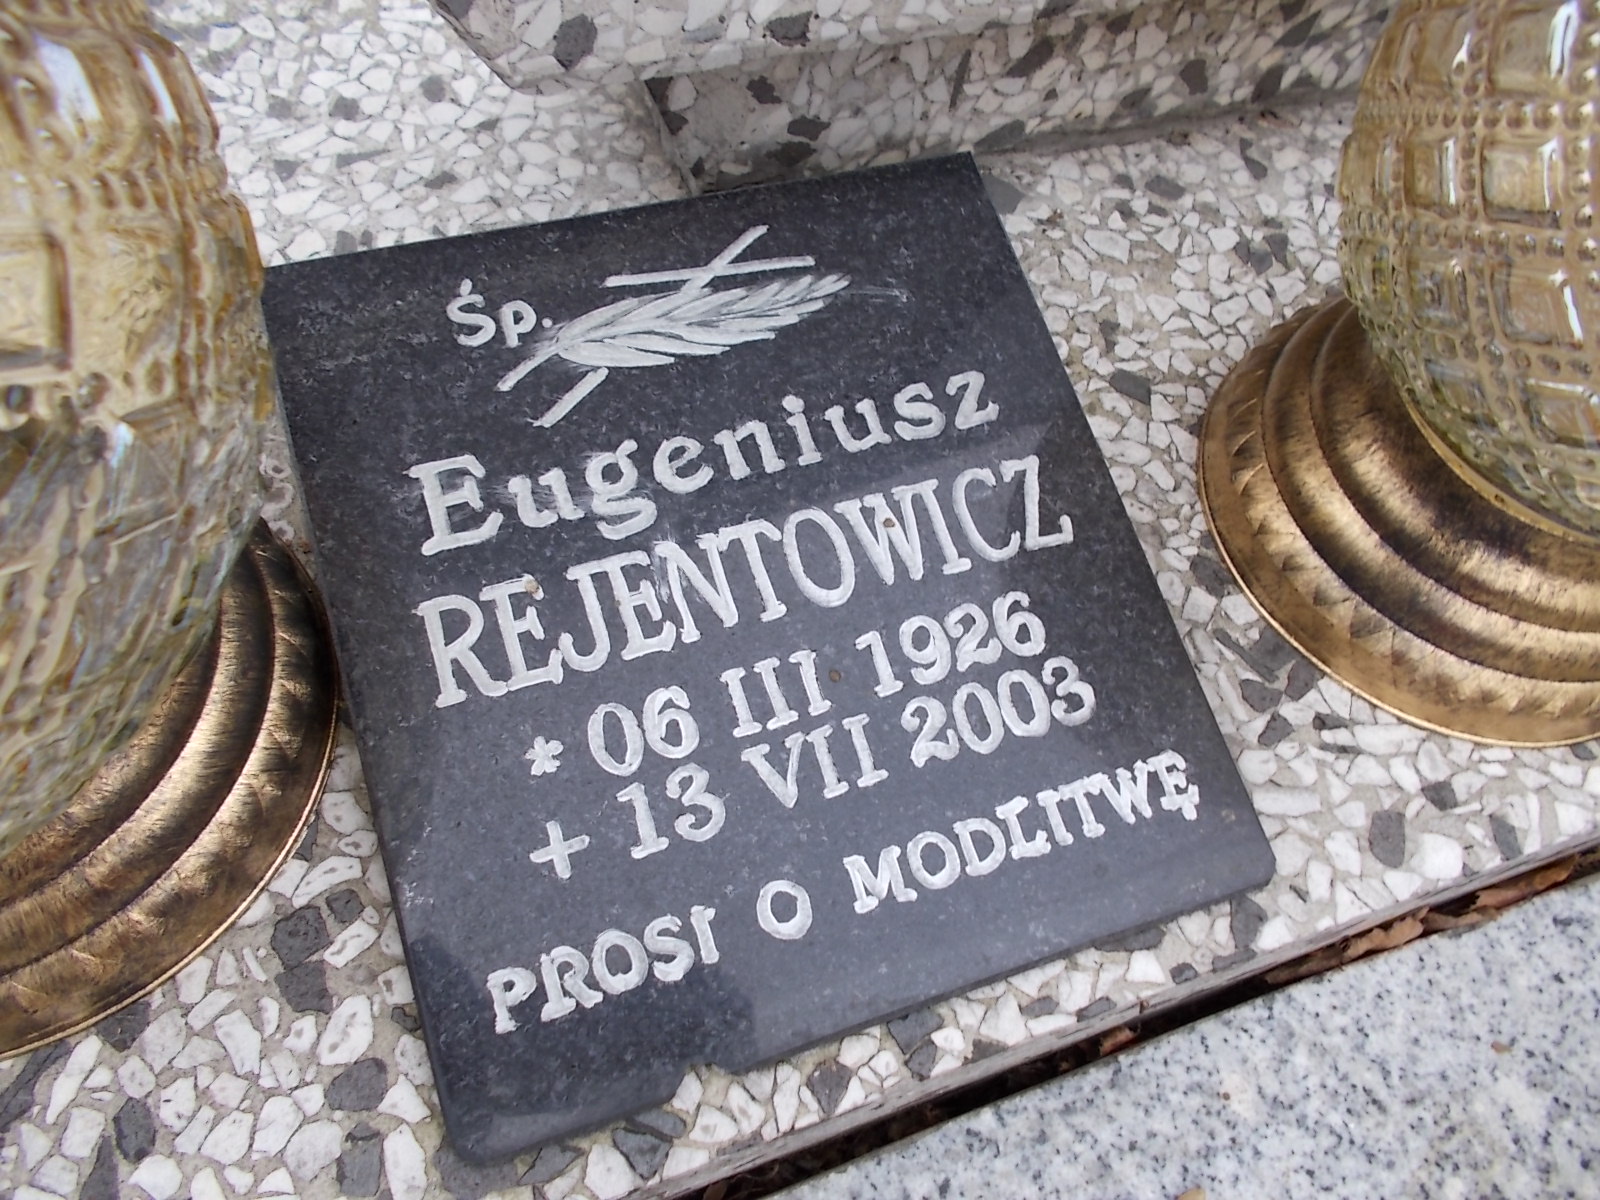 Śp.
Eugeniusz
REJENTOWICZ
* 06 III 1926
+ 13 VII 2003
PROSI O MODLITWĘ